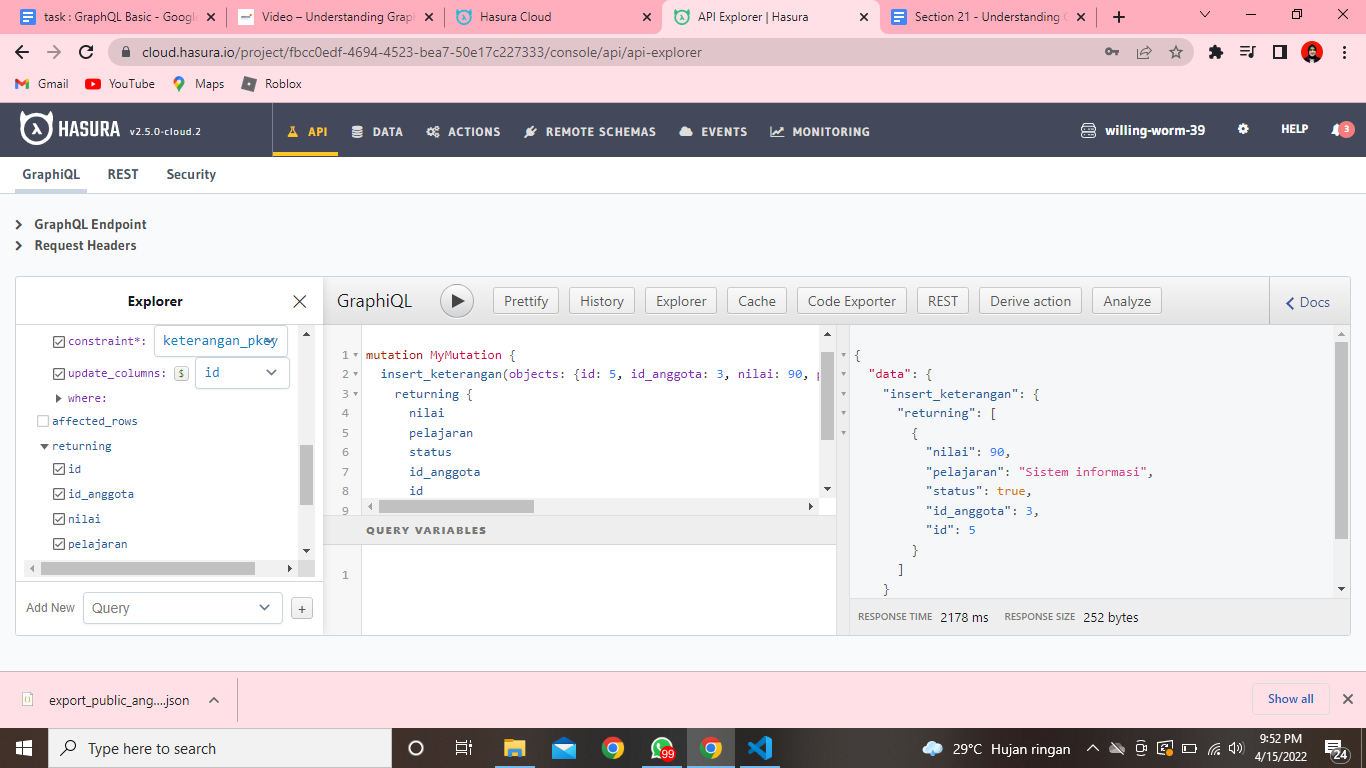 task : GraphQL Basic - Googl
Video – Understanding Grap
Hasura Cloud
API Explorer | Hasura
Section 21 - Understanding G
cloud.hasura.io/project/fbcc0edf-4694-4523-bea7-50e17c227333/console/api/api-explorer
Gmail YouTube Maps Roblox
HASURA v2.5.0-cloud.2 API DATA ACTIONS REMOTE SCHEMAS EVENTS MONITORING willing-worm-39 HELP 3
GraphiQL REST Security
GraphQL Endpoint
Request Headers
Explorer
GraphiQL Prettify History Explorer Cache Code Exporter REST Derive action Analyze Docs
constraint*: keterangan_pkey
update_columns: $ id
where:
affected_rows
returning
id
id_anggota
nilai
pelajaran
Add New Query +
1 mutation MyMutation {
2 insert_keterangan(objects: {id: 5, id_anggota: 3, nilai: 90, p
3 returning {
4 nilai
5 pelajaran
6 status
7 id_anggota
8 id
9
QUERY VARIABLES
1
{
"data": {
"insert_keterangan": {
"returning": [
{
"nilai": 90,
"pelajaran": "Sistem informasi",
"status": true,
"id_anggota": 3,
"id": 5
}
]
}
RESPONSE TIME 2178 ms RESPONSE SIZE 252 bytes
export_public_ang....json Show all
Type here to search
99
29°C Hujan ringan
9:52 PM
4/15/2022
24